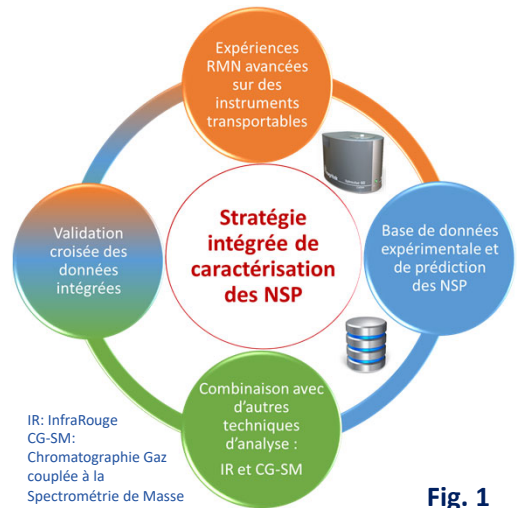 Expériences
RMN avancées
sur des
instruments
transportables
Stratégie
intégrée de
caractérisation
des NSP
Base de données
expérimentale et
de prédiction
des NSP
Validation
croisée des
données
intégrées
Combinaison avec
d'autres
techniques
d'analyse :
IR et CG-SM
IR: InfraRouge
CG-SM:
Chromatographie Gaz
couplée à la
Spectrométrie de Masse
Fig. 1